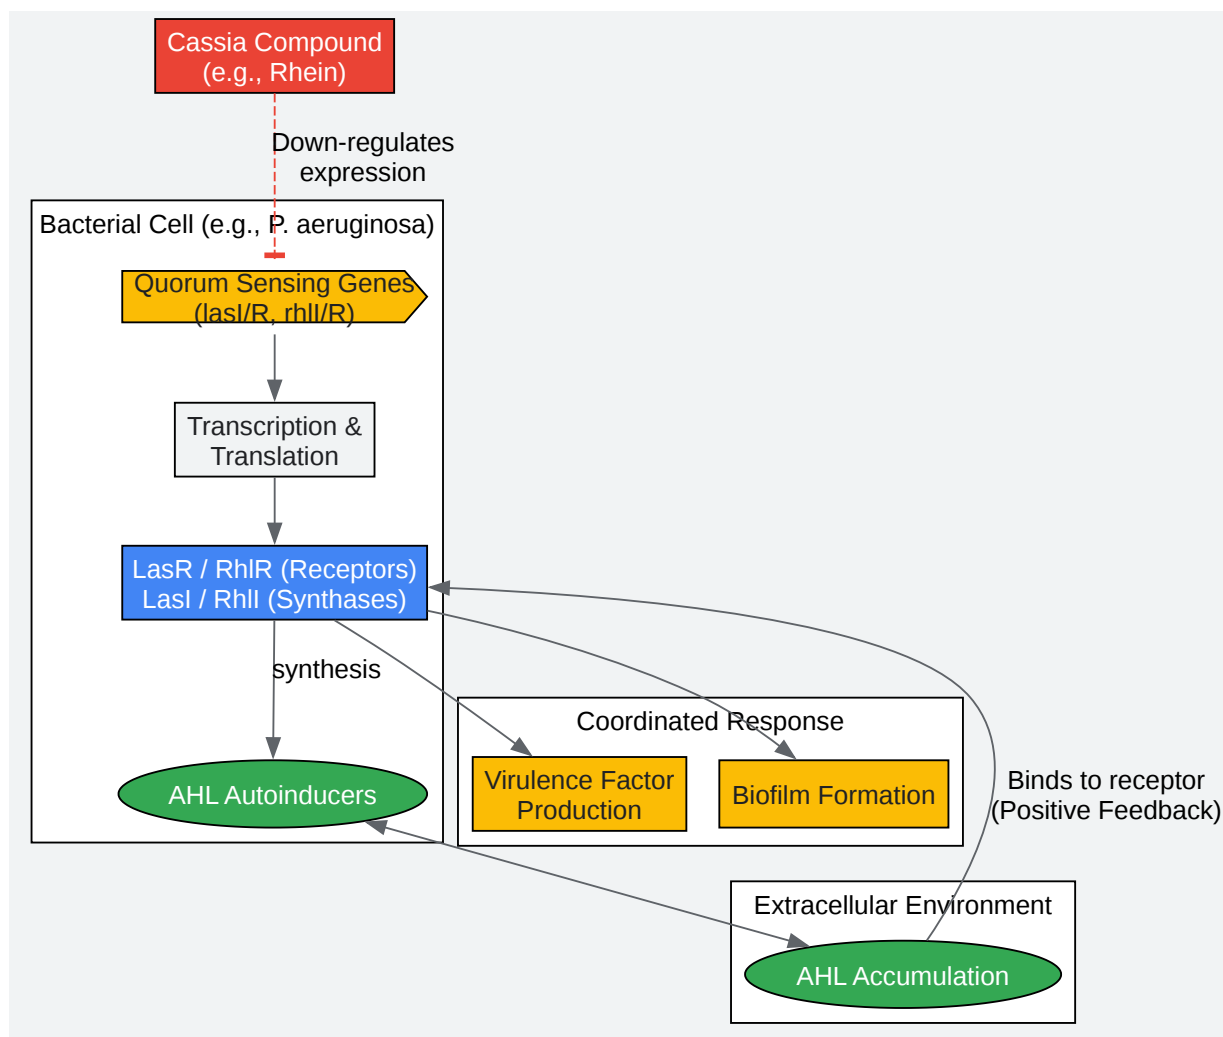 Cassia Compound
(e.g., Rhein)
Down-regulates
expression
Bacterial Cell (e.g., P. aeruginosa)
Quorum Sensing Genes
(lasI/R, rhlI/R)
Transcription &
Translation
LasR / RhlR (Receptors)
LasI / RhlI (Synthases)
synthesis
Coordinated Response
Virulence Factor
Production
Biofilm Formation
Binds to receptor
(Positive Feedback)
AHL Autoinducers
Extracellular Environment
AHL Accumulation